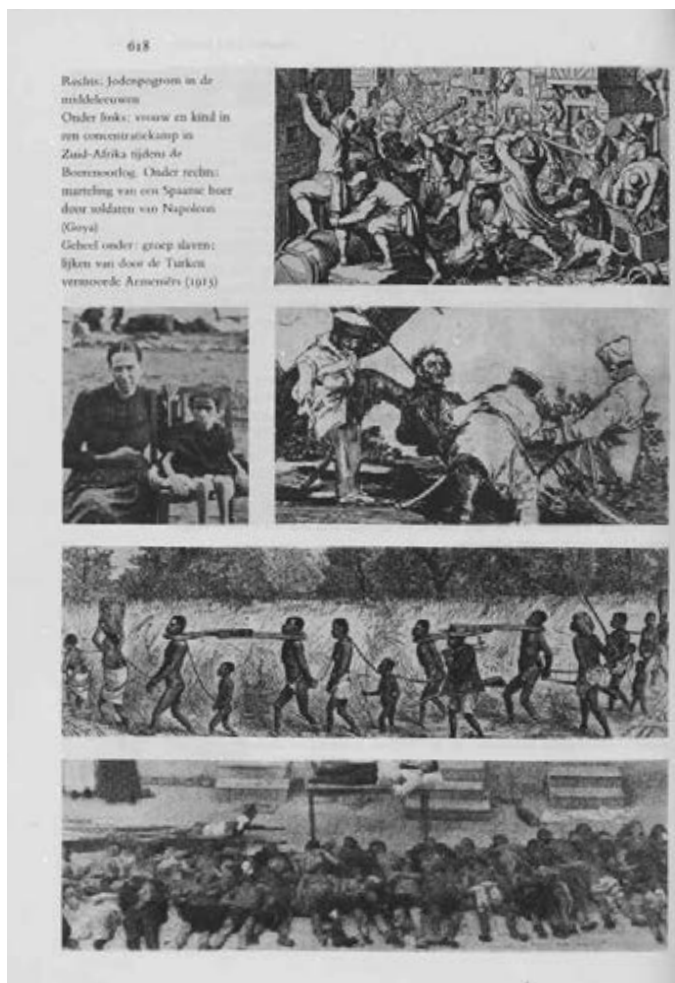 618
Rechts: Jodenpogrom in de
middeleeuwen
Onder links: vrouw en kind in
een concentratiekamp in
Zuid-Afrika tijdens de
Boerenoorlog. Onder rechts:
marteling van een Spaanse boer
door soldaten van Napoleon
(Goya)
Geheel onder: groep slaven;
lijken van door de Turken
vermoorde Armeniërs (1915)